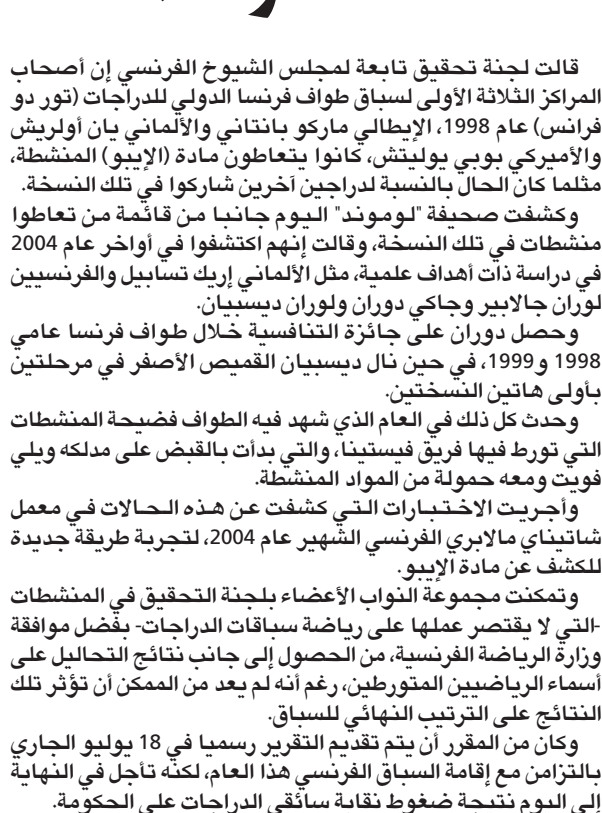 قالت لجنة تحقيق تابعة لمجلس الشيوخ الفرنسي إن أصحاب
المراكز الثلاثة الأولى لسباق طواف فرنسا الدولي للدراجات (تور دو
فرانس) عام 1998، الإيطالي ماركو بانتاني والألماني يان أولريش
والأميركي بوبي يوليتش، كانوا يتعاطون مادة (الإيبو) المنشطة،
مثلما كان الحال بالنسبة لدراجين آخرين شاركوا في تلك النسخة.
وكشفت صحيفة "لوموند" اليوم جانبا من قائمة من تعاطوا
منشطات في تلك النسخة، وقالت إنهم اكتشفوا في أواخر عام 2004
في دراسة ذات أهداف علمية، مثل الألماني إريك تسابيل والفرنسيين
لوران جالابير وجاكي دوران ولوران ديسبيان.
وحصل دوران على جائزة التنافسية خلال طواف فرنسا عامي
1998 و1999، في حين نال ديسبيان القميص الأصفر في مرحلتين
بأولى هاتين النسختين.
وحدث كل ذلك في العام الذي شهد فيه الطواف فضيحة المنشطات
التي تورط فيها فريق فيستينا، والتي بدأت بالقبض على مدلكه ويلي
فويت ومعه حمولة من المواد المنشطة.
وأجريت الاختبارات التي كشفت عن هذه الحالات في معمل
شاتيناي مالابري الفرنسي الشهير عام 2004، لتجربة طريقة جديدة
للكشف عن مادة الإيبو.
وتمكنت مجموعة النواب الأعضاء بلجنة التحقيق في المنشطات
-التي لا يقتصر عملها على رياضة سباقات الدراجات- بفضل موافقة
وزارة الرياضة الفرنسية، من الحصول إلى جانب نتائج التحاليل على
أسماء الرياضيين المتورطين، رغم أنه لم يعد من الممكن أن تؤثر تلك
النتائج على الترتيب النهائي للسباق.
وكان من المقرر أن يتم تقديم التقرير رسميا في 18 يوليو الجاري
بالتزامن مع إقامة السباق الفرنسي هذا العام، لكنه تأجل في النهاية
إلى اليوم نتيجة ضغوط نقابة سائقي الدراجات على الحكومة.